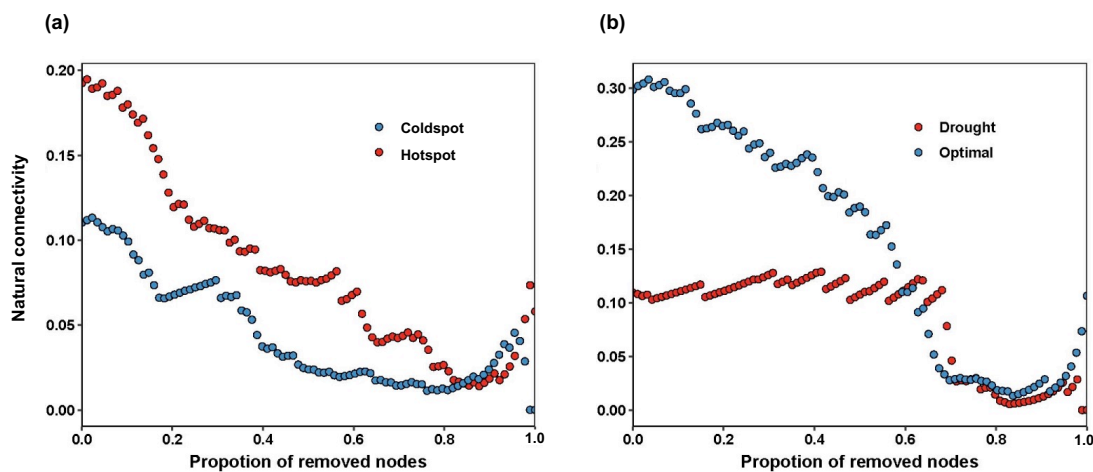 (a)
(b)
Natural connectivity
0.20
0.15
0.10
0.05
0.00
Coldspot
Hotspot
0.0 0.2 0.4 0.6 0.8 1.0
Propotion of removed nodes
0.30
0.25
0.20
0.15
0.10
0.05
0.00
Drought
Optimal
0.0 0.2 0.4 0.6 0.8 1.0
Propotion of removed nodes